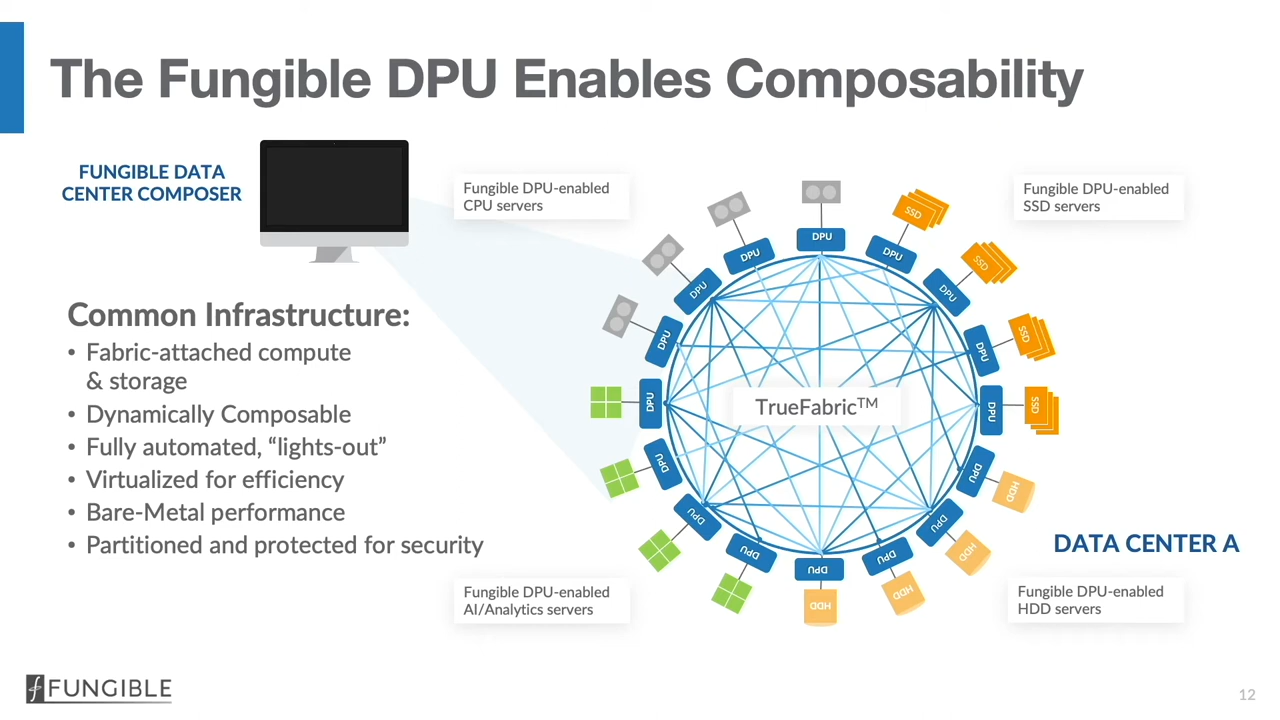 The Fungible DPU Enables Composability
FUNGIBLE DATA
CENTER COMPOSER
Common Infrastructure:
• Fabric-attached compute
& storage
• Dynamically Composable
• Fully automated, “lights-out”
• Virtualized for efficiency
• Bare-Metal performance
• Partitioned and protected for security
Fungible DPU-enabled
CPU servers
Fungible DPU-enabled
SSD servers
DPU
DPU
SSD
DPU
SSD
DPU
SSD
DPU
SSD
DPU
HDD
DPU
HDD
DPU
HDD
DPU
HDD
DPU
DPU
DPU
DPU
DPU
DPU
DPU
DPU
TrueFabric™
Fungible DPU-enabled
AI/Analytics servers
Fungible DPU-enabled
HDD servers
DATA CENTER A
FUNGIBLE
12